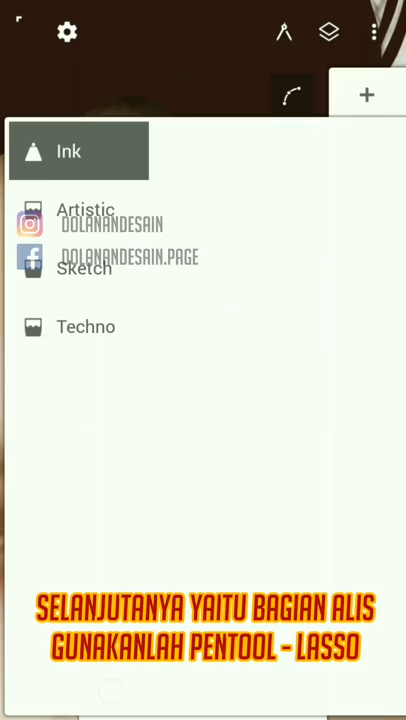 Ink
Artistic
DOLANANDESAIN
Sketch
DOLANANDESAIN.PAGE
Techno
SELANJUTANYA YAITU BAGIAN ALIS
GUNAKANLAH PENTOOL - LASSO